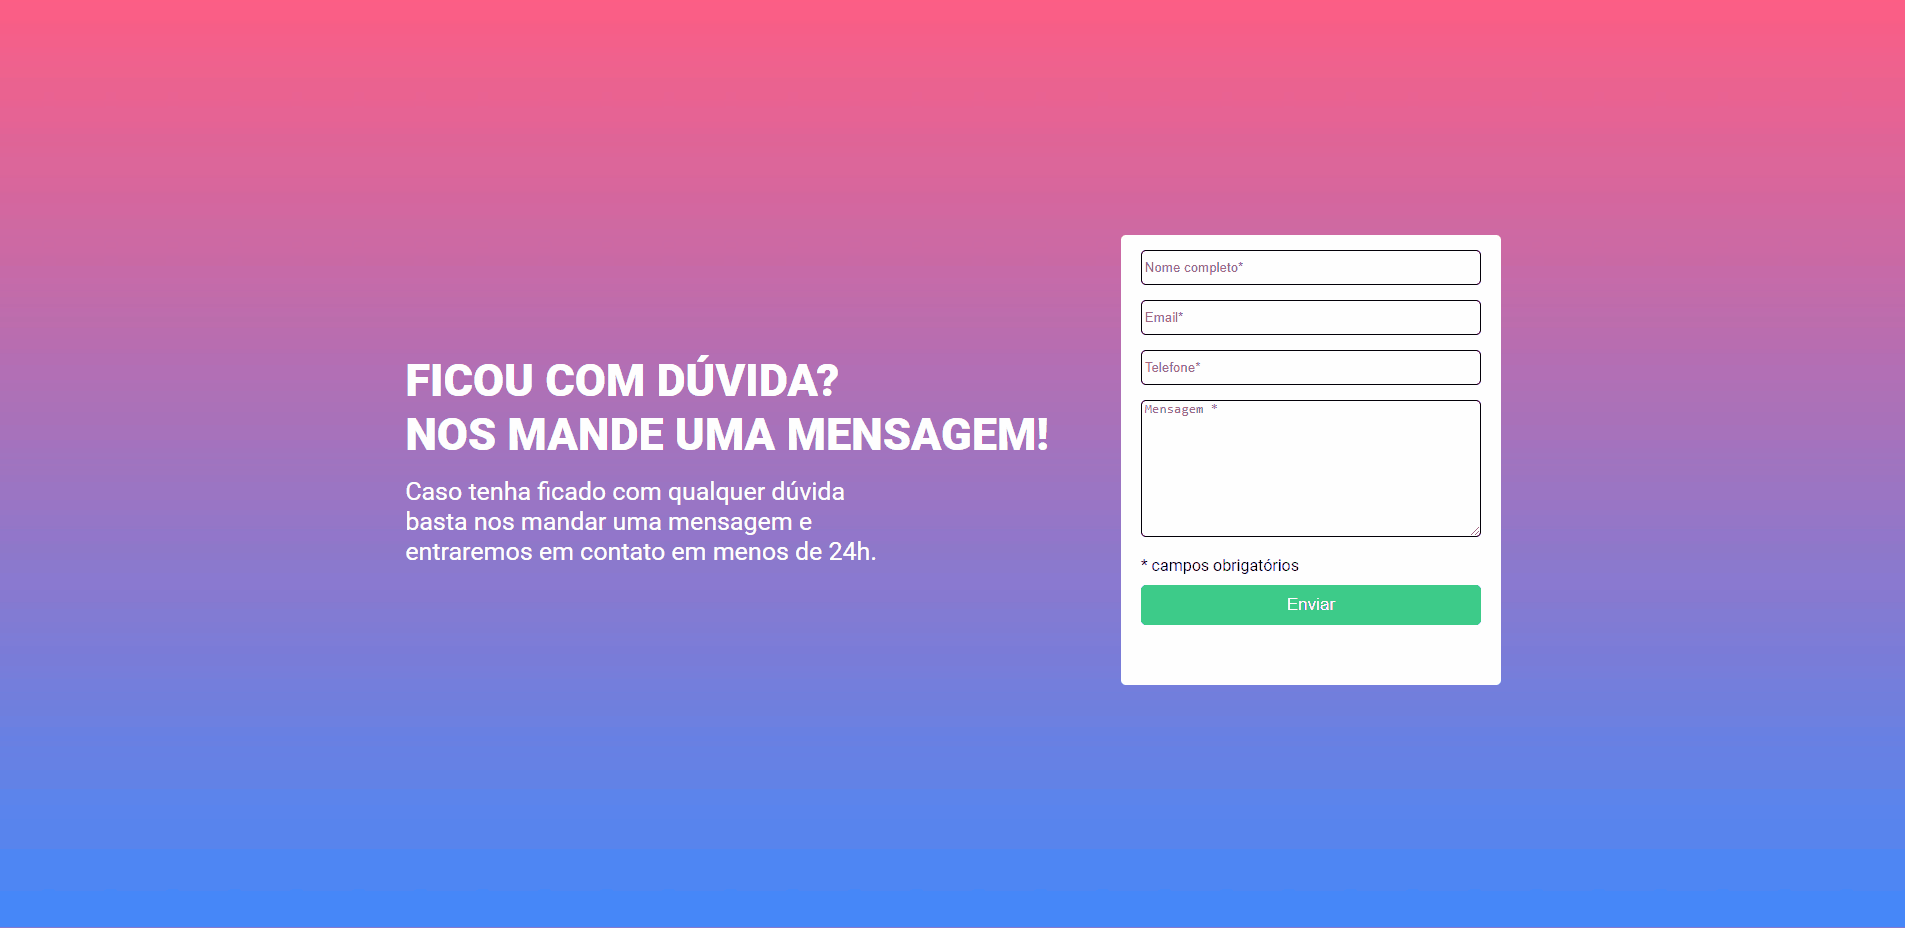 FICOU COM DÚVIDA?
NOS MANDE UMA MENSAGEM!
Caso tenha ficado com qualquer dúvida
basta nos mandar uma mensagem e
entraremos em contato em menos de 24h.
Nome completo*
Email*
Telefone*
Mensagem *
* campos obrigatórios
Enviar